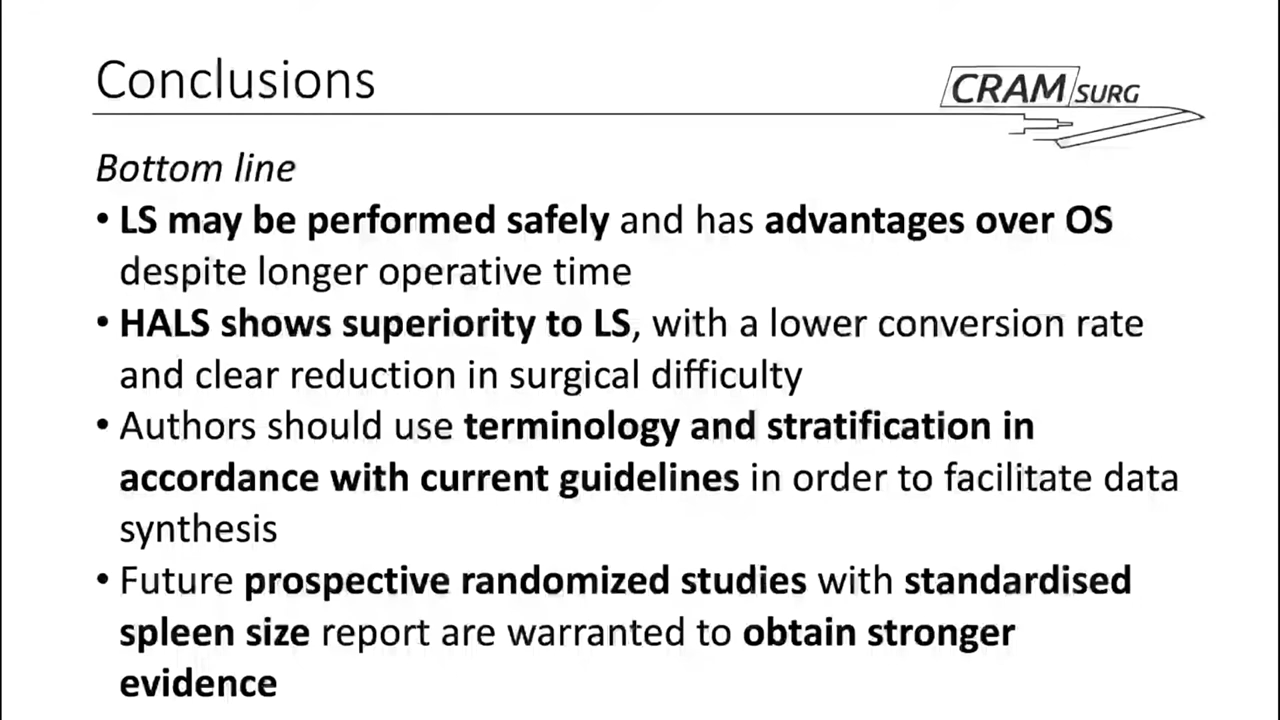 Conclusions
CRAM SURG
Bottom line
• LS may be performed safely and has advantages over OS
despite longer operative time
• HALS shows superiority to LS, with a lower conversion rate
and clear reduction in surgical difficulty
• Authors should use terminology and stratification in
accordance with current guidelines in order to facilitate data
synthesis
• Future prospective randomized studies with standardised
spleen size report are warranted to obtain stronger
evidence